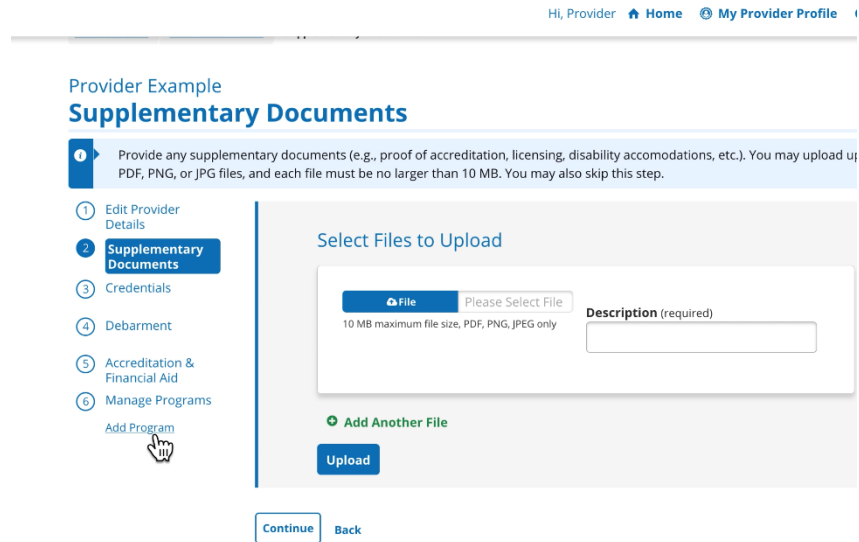 Hi, Provider Home My Provider Profile
Provider Example
Supplementary Documents
Provide any supplementary documents (e.g., proof of accreditation, licensing, disability accomodations, etc.). You may upload up
PDF, PNG, or JPG files, and each file must be no larger than 10 MB. You may also skip this step.
1 Edit Provider
Details
2 Supplementary
Documents
3 Credentials
4 Debarment
5 Accreditation &
Financial Aid
6 Manage Programs
Add Program
Select Files to Upload
File Please Select File
10 MB maximum file size, PDF, PNG, JPEG only
Description (required)
Add Another File
Upload
Continue Back